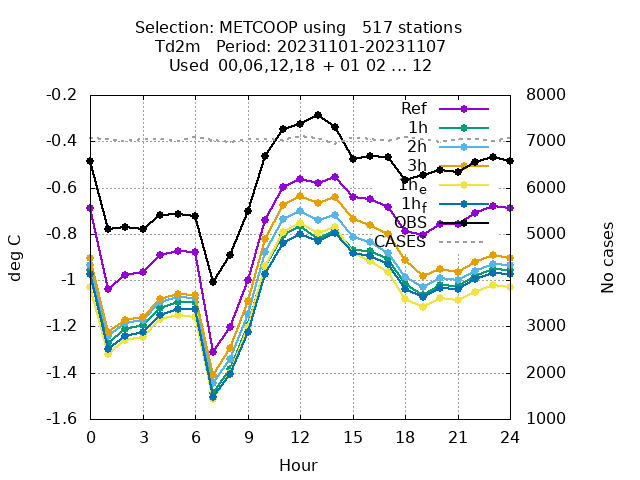 Selection: METCOOP using   517 stations
Td2m   Period: 20231101-20231107
Used  00,06,12,18  + 01 02 ... 12
-0.2
-0.4
-0.6
-0.8
-1
-1.2
-1.4
-1.6
8000
7000
6000
5000
4000
3000
2000
1000
deg C
No cases
Ref
1h
2h
3h
1h_e
1h_f
OBS
CASES
0 3 6 9 12 15 18 21 24
Hour